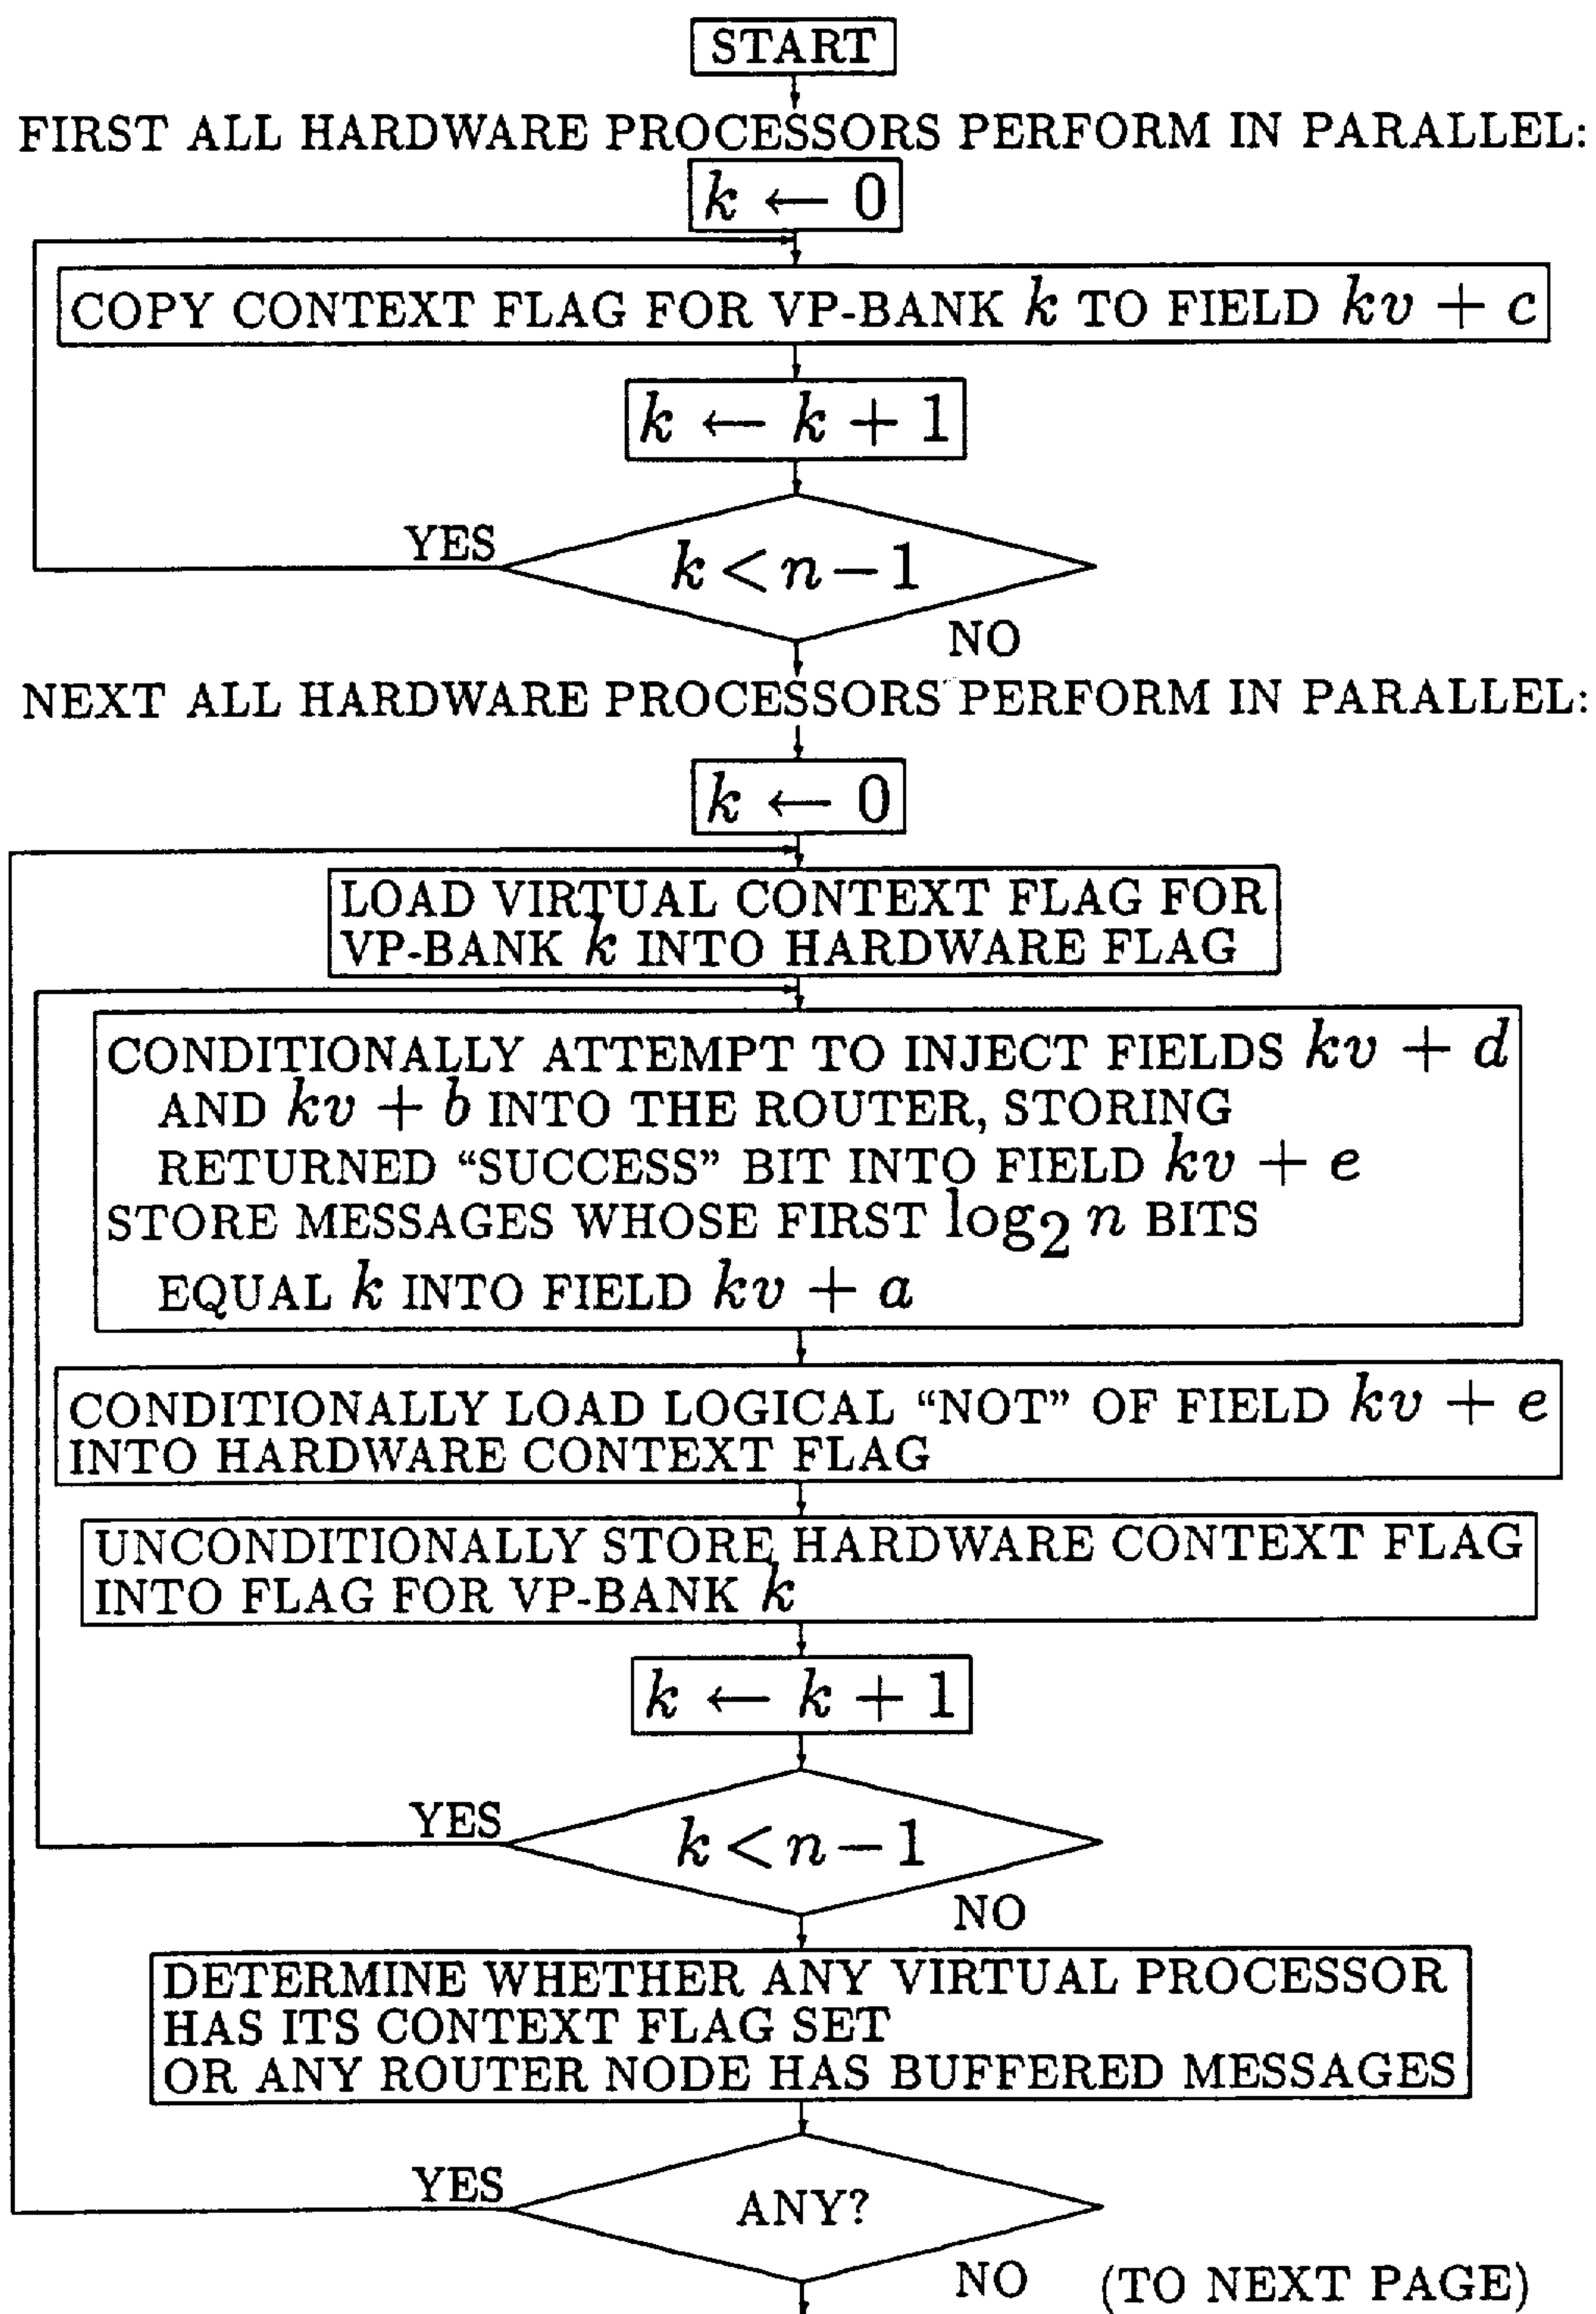 START
FIRST ALL HARDWARE PROCESSORS PERFORM IN PARALLEL:
k ← 0
COPY CONTEXT FLAG FOR VP-BANK k TO FIELD kv + c
k ← k + 1
YES
k < n − 1
NO
NEXT ALL HARDWARE PROCESSORS PERFORM IN PARALLEL:
k ← 0
LOAD VIRTUAL CONTEXT FLAG FOR
VP-BANK k INTO HARDWARE FLAG
CONDITIONALLY ATTEMPT TO INJECT FIELDS kv + d
AND kv + b INTO THE ROUTER, STORING
RETURNED “SUCCESS” BIT INTO FIELD kv + e
STORE MESSAGES WHOSE FIRST log₂ n BITS
EQUAL k INTO FIELD kv + a
CONDITIONALLY LOAD LOGICAL “NOT” OF FIELD kv + e
INTO HARDWARE CONTEXT FLAG
UNCONDITIONALLY STORE HARDWARE CONTEXT FLAG
INTO FLAG FOR VP-BANK k
k ← k + 1
YES
k < n − 1
NO
DETERMINE WHETHER ANY VIRTUAL PROCESSOR
HAS ITS CONTEXT FLAG SET
OR ANY ROUTER NODE HAS BUFFERED MESSAGES
YES
ANY?
NO (TO NEXT PAGE)